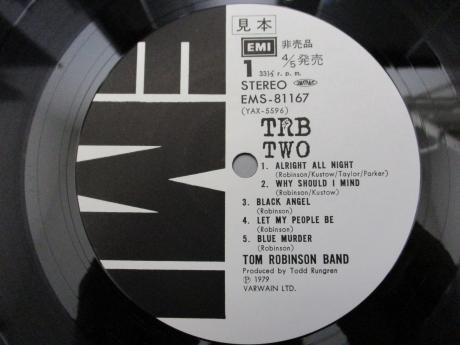 見本
EMI
非売品
4/5発売
1
33⅓ r. p. m.
STEREO
EMS-81167
(YAX-5596)
TRB
TWO
1. ALRIGHT ALL NIGHT
(Robinson/Kustow/Taylor/Parker)
2. WHY SHOULD I MIND
(Robinson/Kustow)
3. BLACK ANGEL
(Robinson)
4. LET MY PEOPLE BE
(Robinson)
5. BLUE MURDER
(Robinson)
TOM ROBINSON BAND
Produced by Todd Rungren
Ⓟ 1979
VARWAIN LTD.
EMI